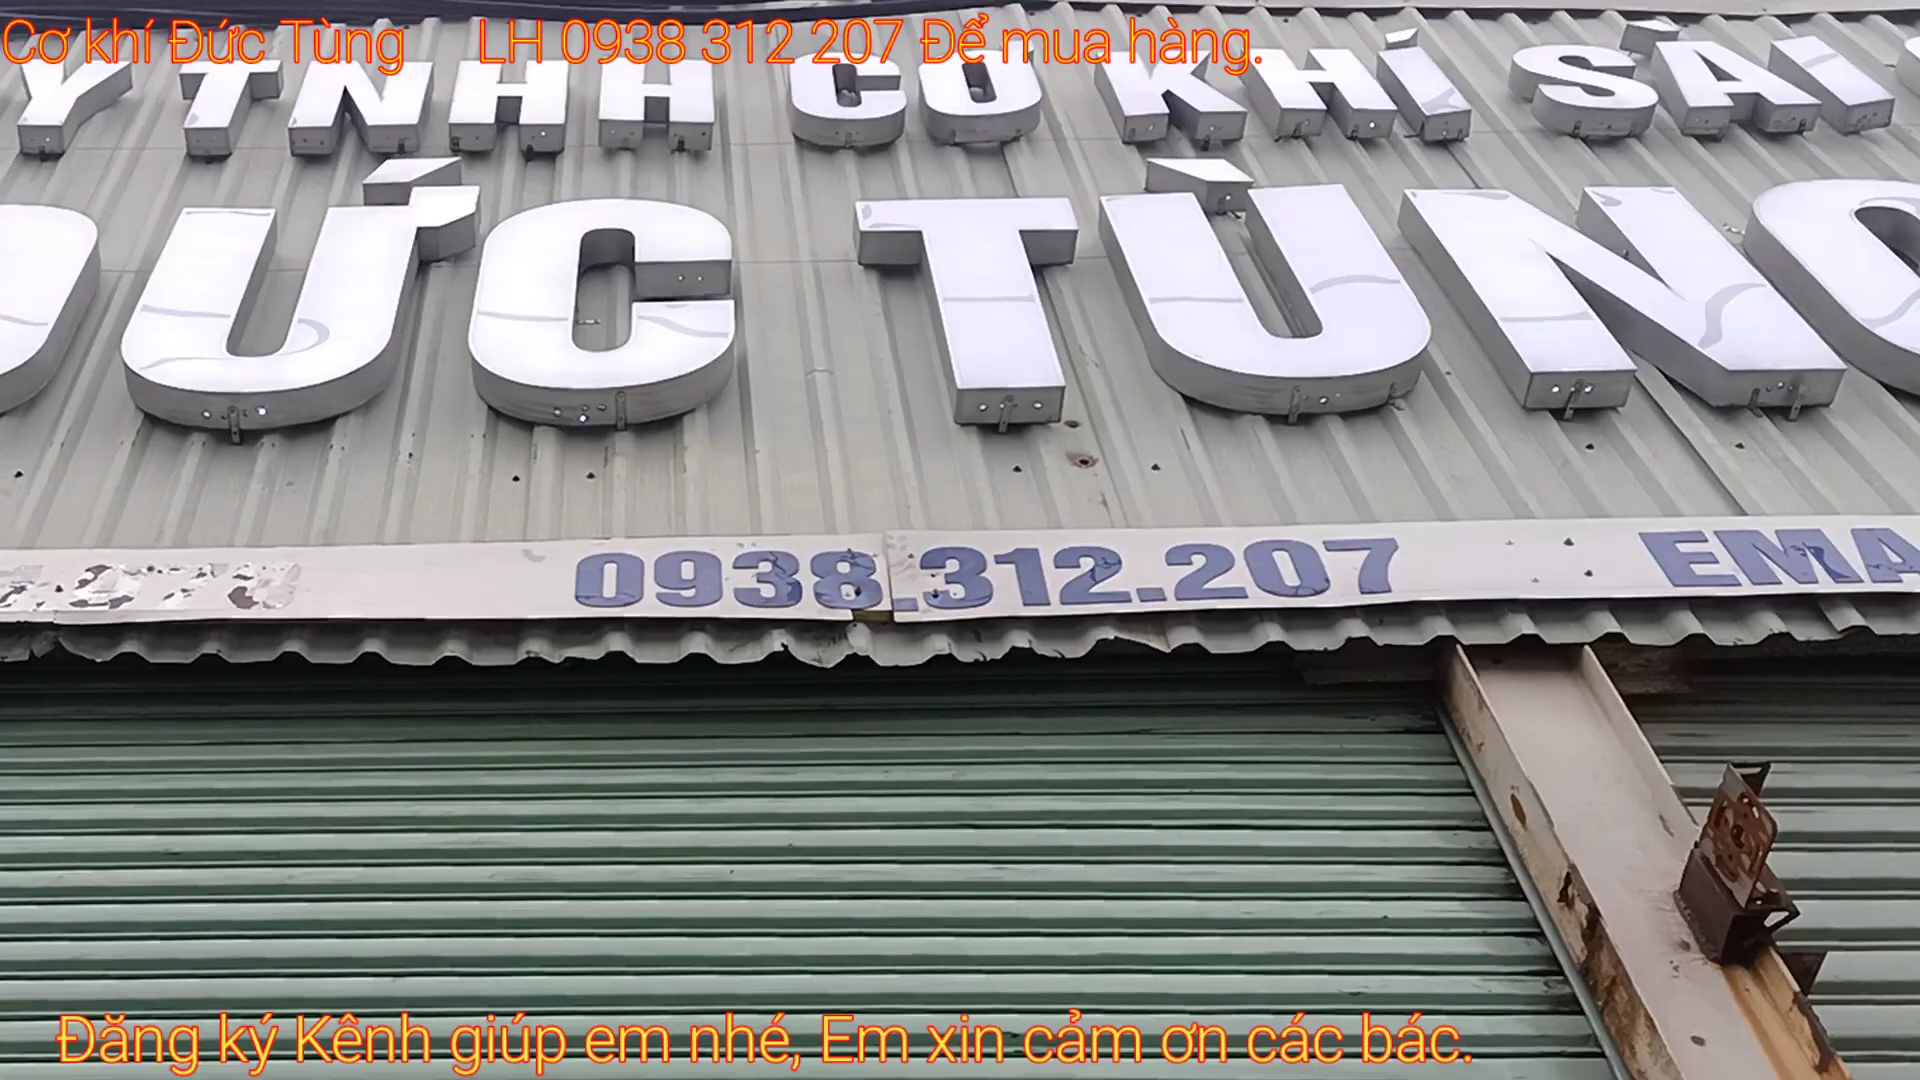 Cơ khí Đức Tùng LH 0938 312 207 Để mua hàng.
Y TNHH CƠ KHÍ SÀI
ĐỨC TÙNG
0938.312.207 EMA
Đăng ký Kênh giúp em nhé, Em xin cảm ơn các bác.